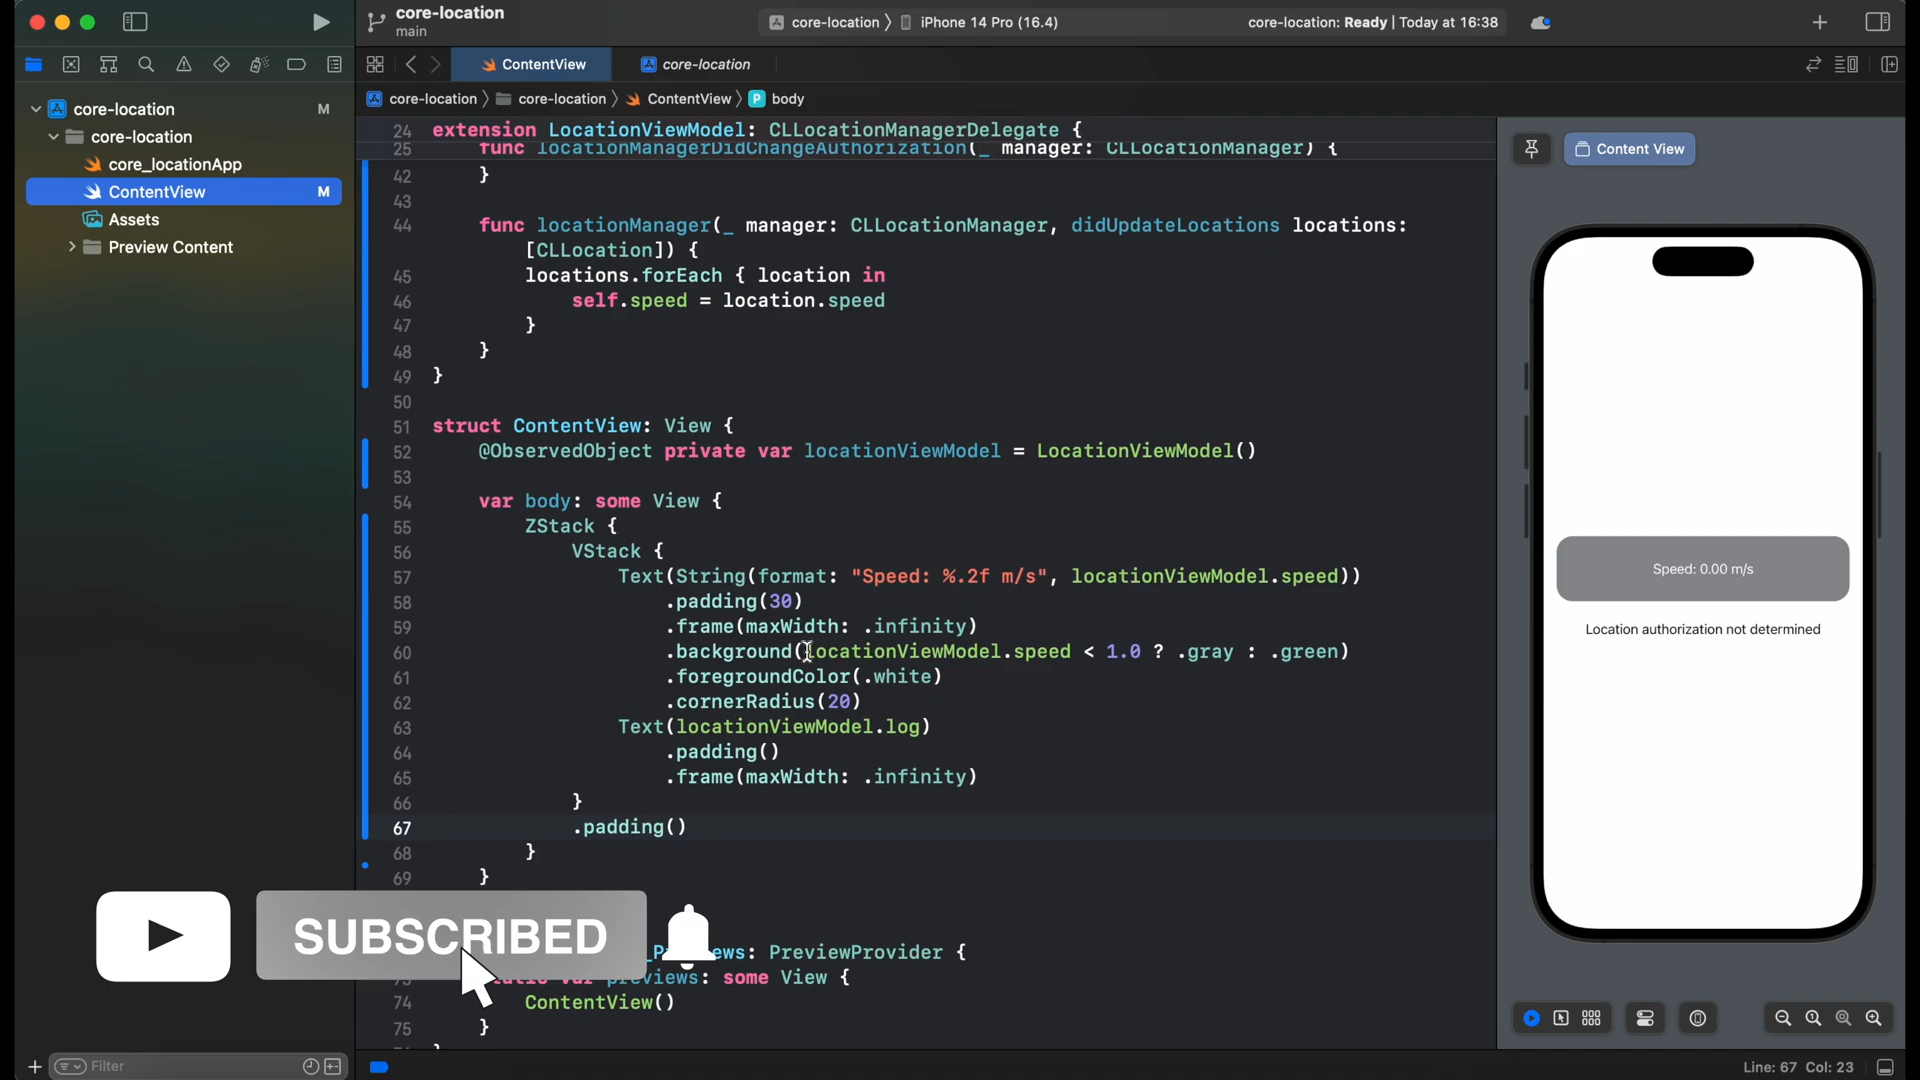 core-location
main
core-location 〉 iPhone 14 Pro (16.4)
core-location: Ready | Today at 16:38
ContentView
core-location
core-location 〉 core-location 〉 ContentView 〉 P body
core-location M
core-location
core_locationApp
ContentView M
Assets
Preview Content
24 extension LocationViewModel: CLLocationManagerDelegate {
25 func locationManagerDidChangeAuthorization(_ manager: CLLocationManager) {
42 }
43
44 func locationManager(_ manager: CLLocationManager, didUpdateLocations locations:
[CLLocation]) {
45 locations.forEach { location in
46 self.speed = location.speed
47 }
48 }
49 }
50
51 struct ContentView: View {
52 @ObservedObject private var locationViewModel = LocationViewModel()
53
54 var body: some View {
55 ZStack {
56 VStack {
57 Text(String(format: "Speed: %.2f m/s", locationViewModel.speed))
58 .padding(30)
59 .frame(maxWidth: .infinity)
60 .background(locationViewModel.speed < 1.0 ? .gray : .green)
61 .foregroundColor(.white)
62 .cornerRadius(20)
63 Text(locationViewModel.log)
64 .padding()
65 .frame(maxWidth: .infinity)
66 }
67 .padding()
68 }
69 }
views: PreviewProvider {
previews: some View {
74 ContentView()
75 }
SUBSCRIBED
Content View
Speed: 0.00 m/s
Location authorization not determined
Filter
Line: 67 Col: 23